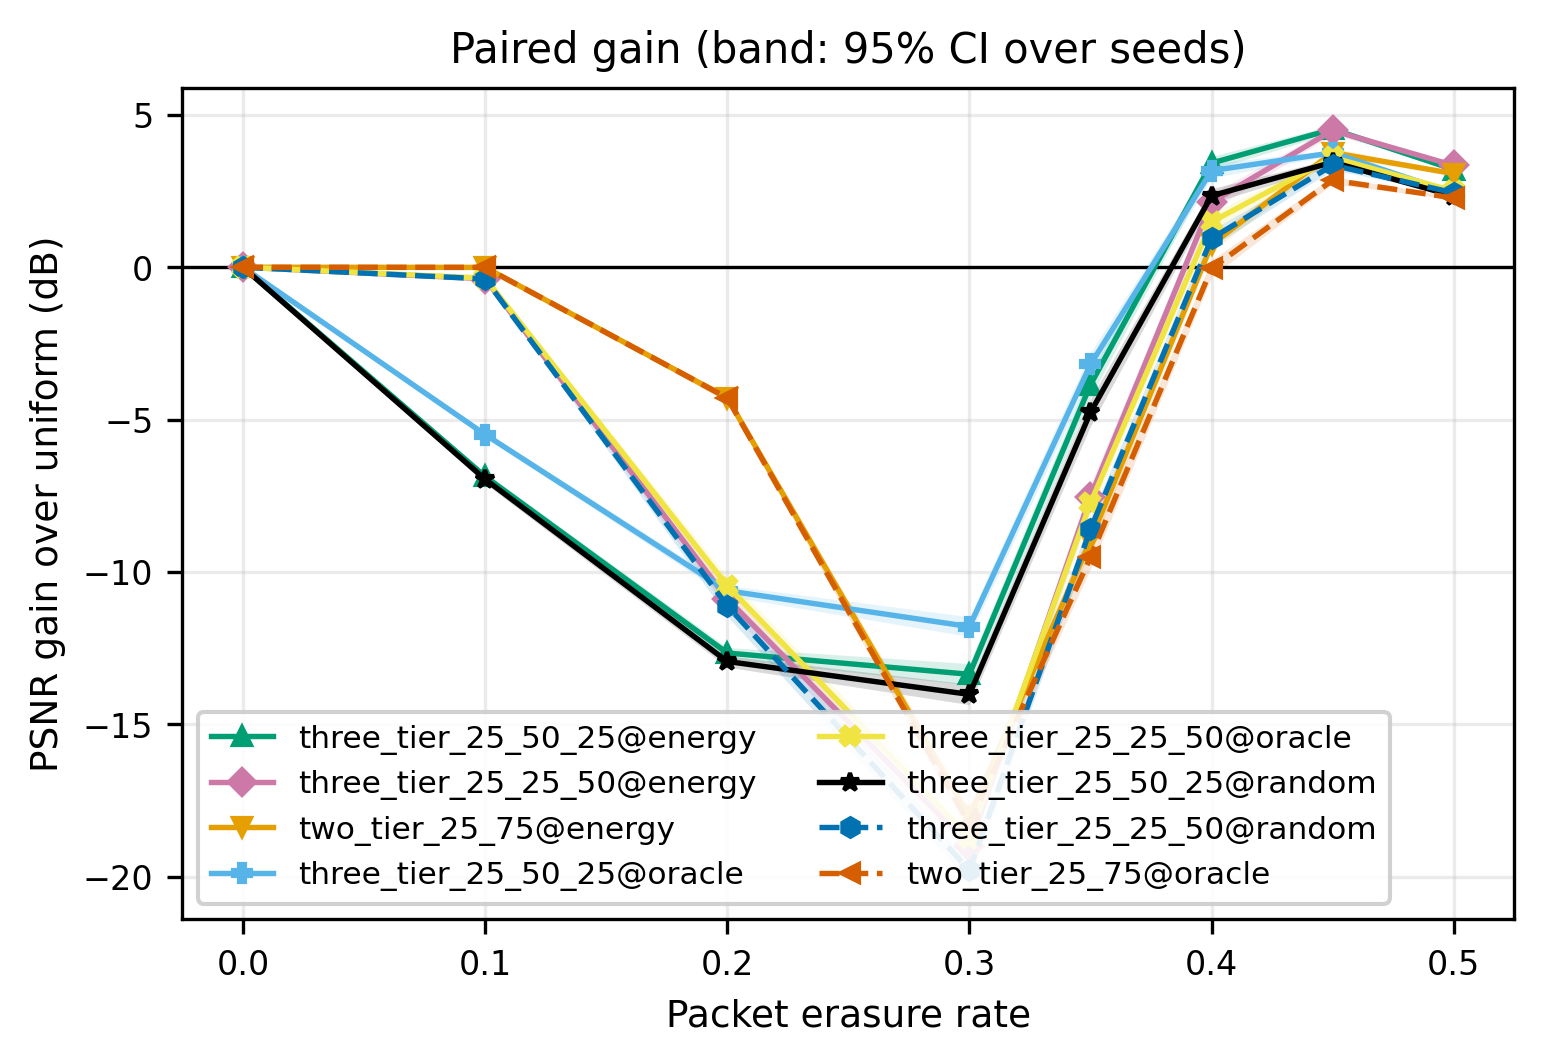 Paired gain (band: 95% CI over seeds)
PSNR gain over uniform (dB)
5
0
−5
−10
−15
−20
three_tier_25_50_25@energy
three_tier_25_25_50@energy
two_tier_25_75@energy
three_tier_25_50_25@oracle
three_tier_25_25_50@oracle
three_tier_25_50_25@random
three_tier_25_25_50@random
two_tier_25_75@oracle
0.0 0.1 0.2 0.3 0.4 0.5
Packet erasure rate